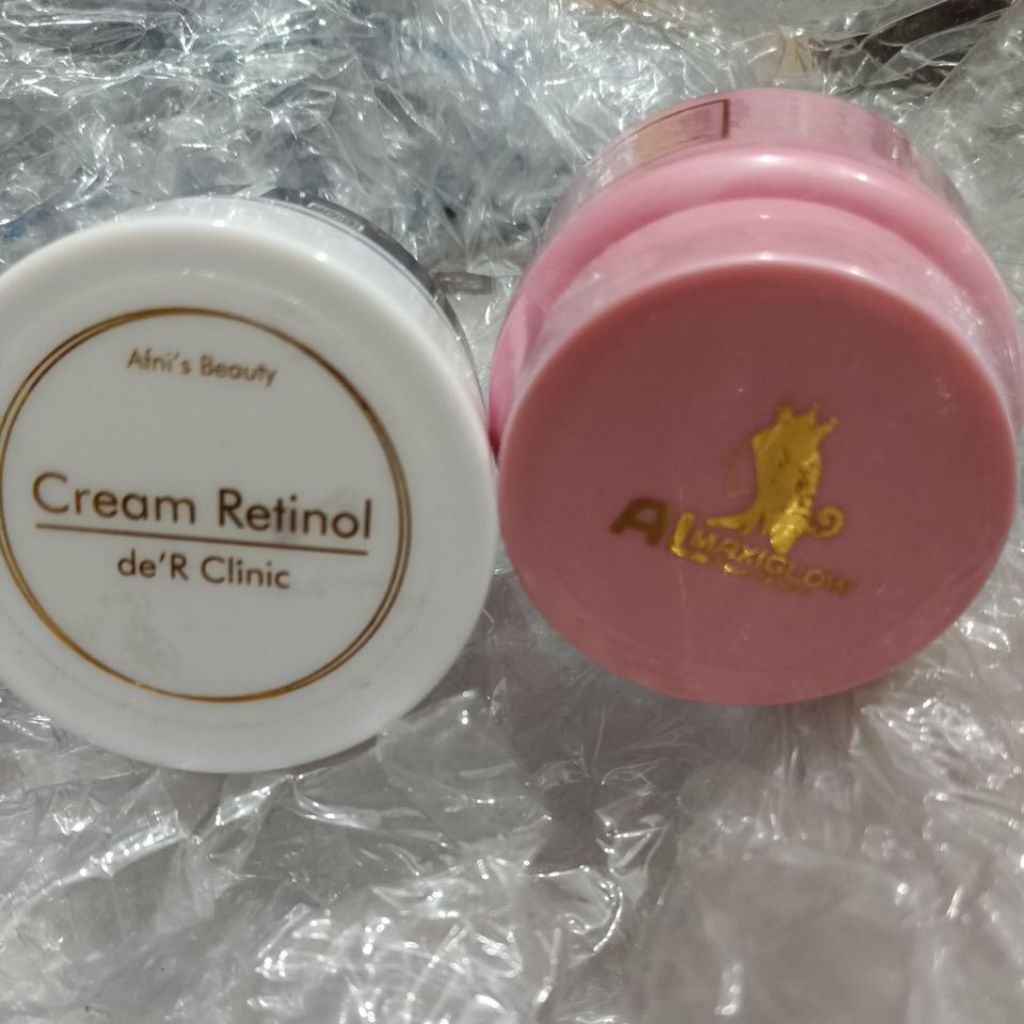 Afni's Beauty
Cream Retinol
de'R Clinic
AL
MAXIGLOW